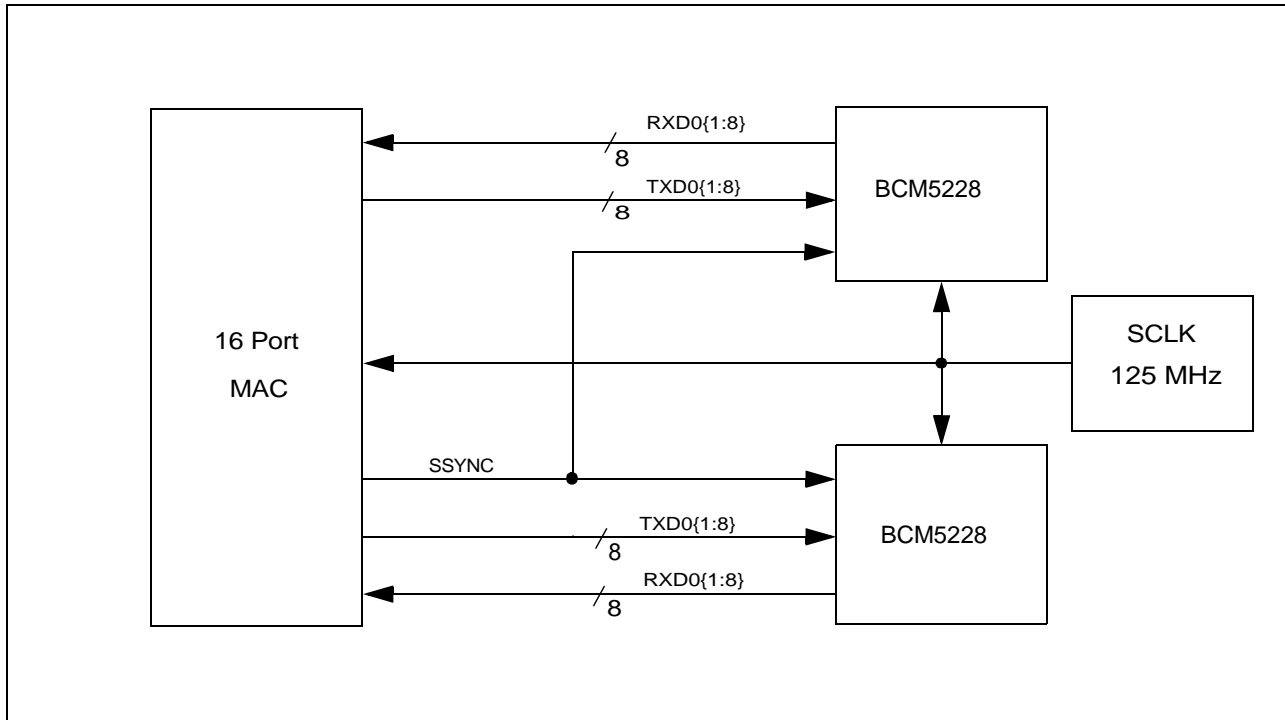 RXD0{1:8}
8
TXD0{1:8}
8
BCM5228
16 Port
MAC
SCLK
125 MHz
SSYNC
TXD0{1:8}
8
BCM5228
RXD0{1:8}
8